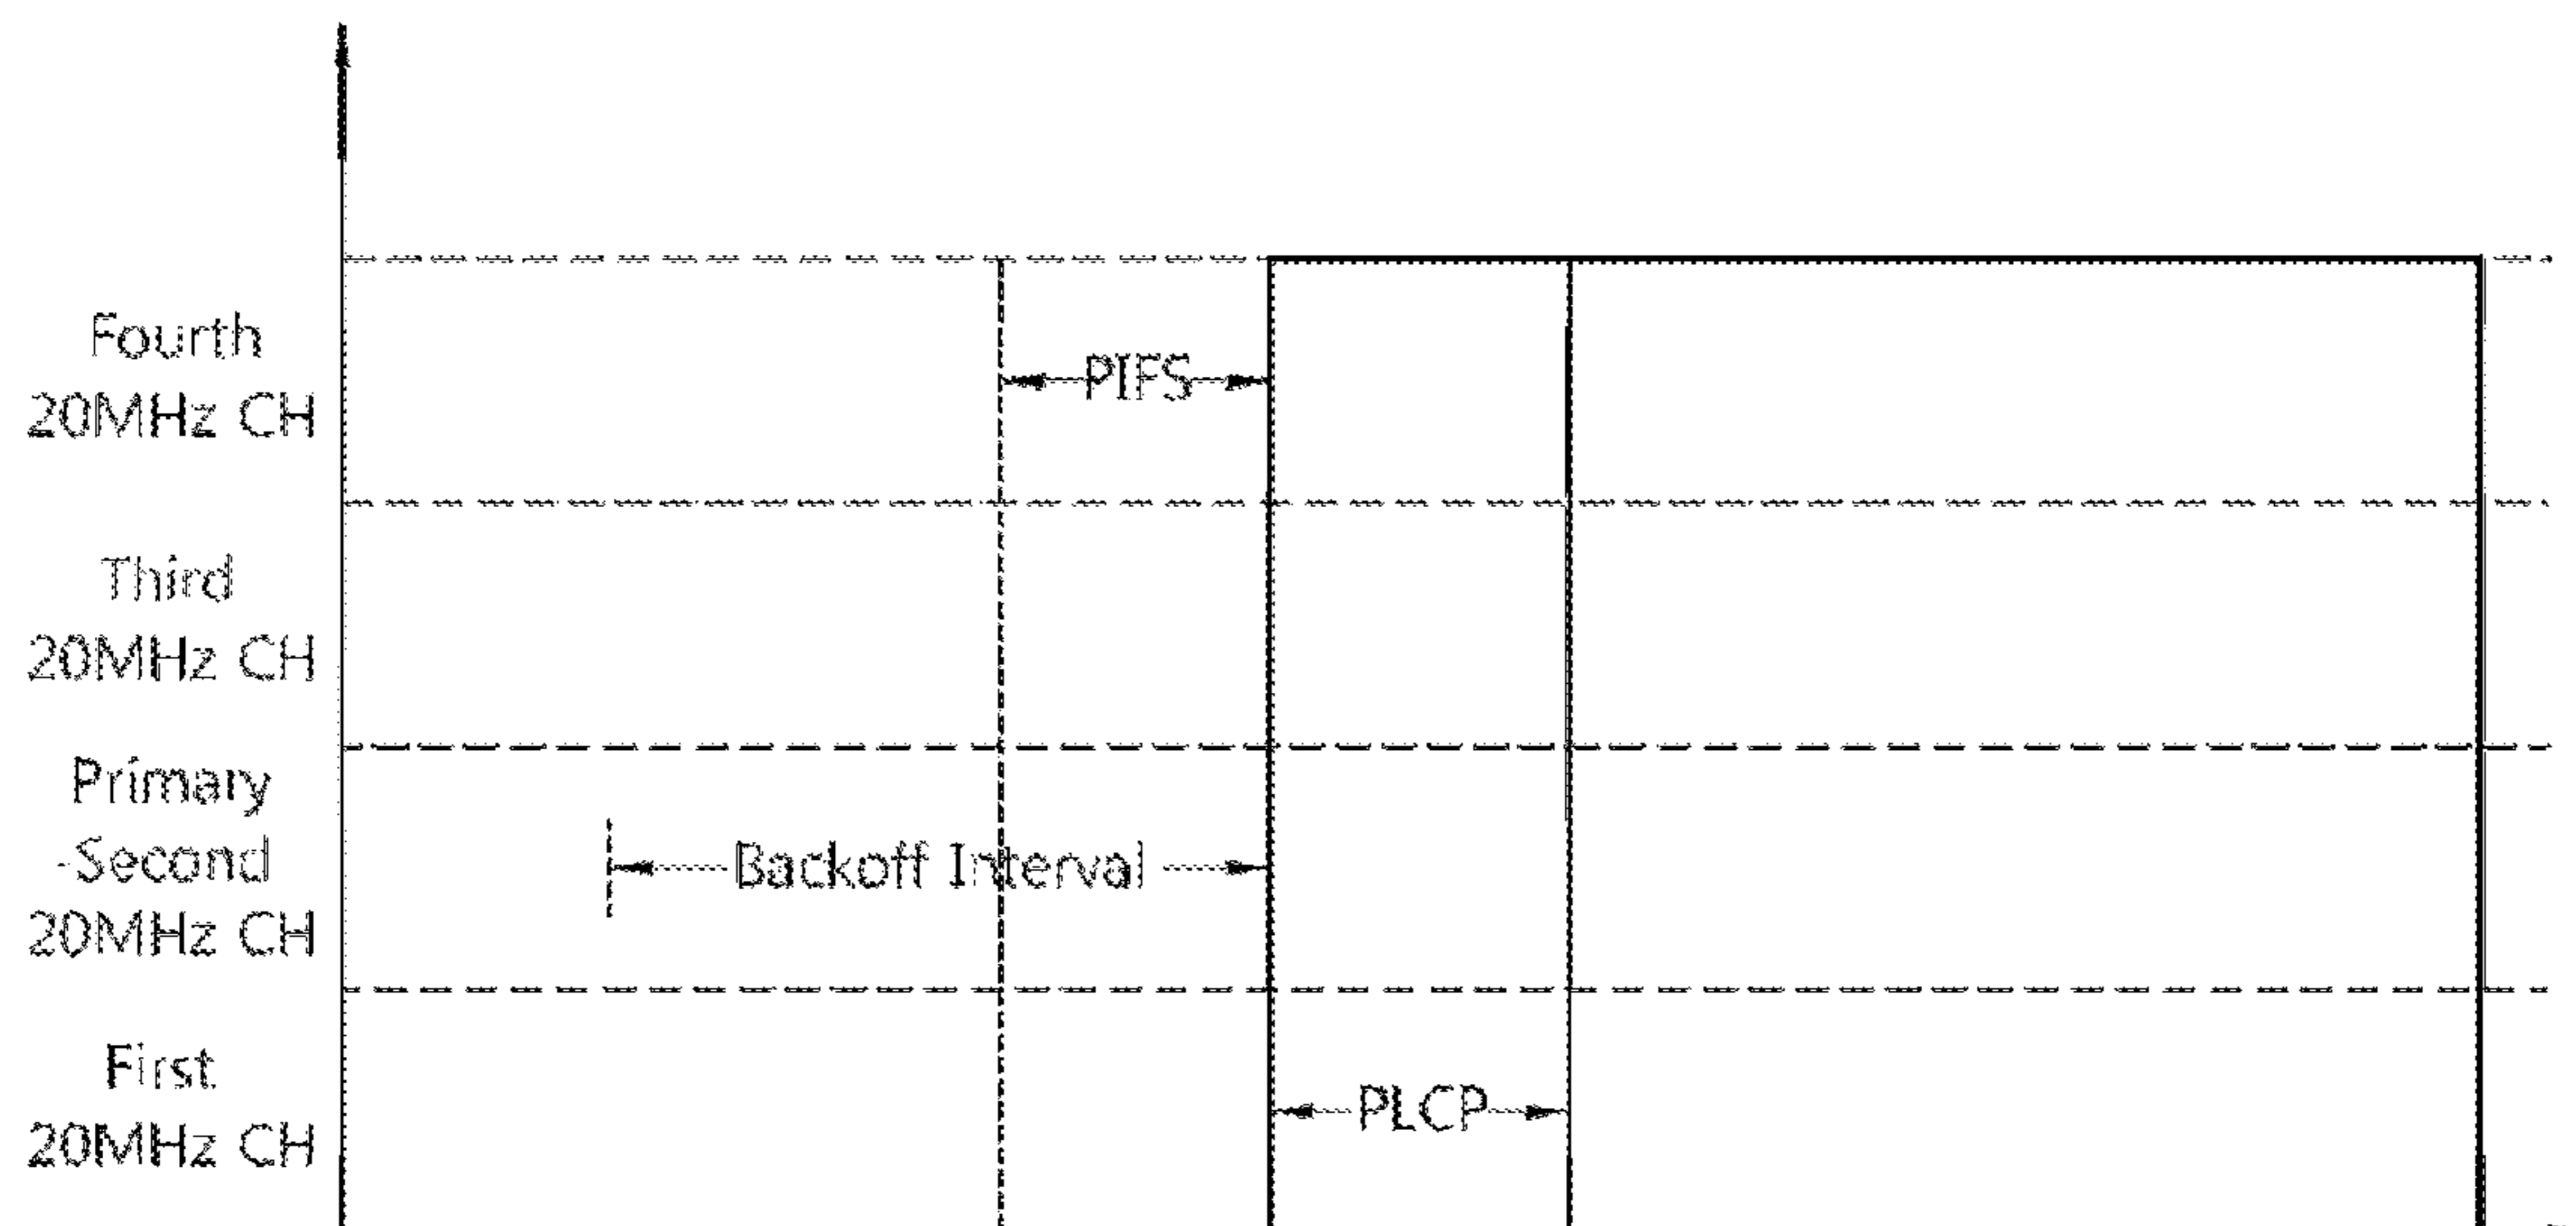 Fourth
20MHz CH
PIFS
Third
20MHz CH
Primary
-Second
20MHz CH
Backoff Interval
First
20MHz CH
PLCP